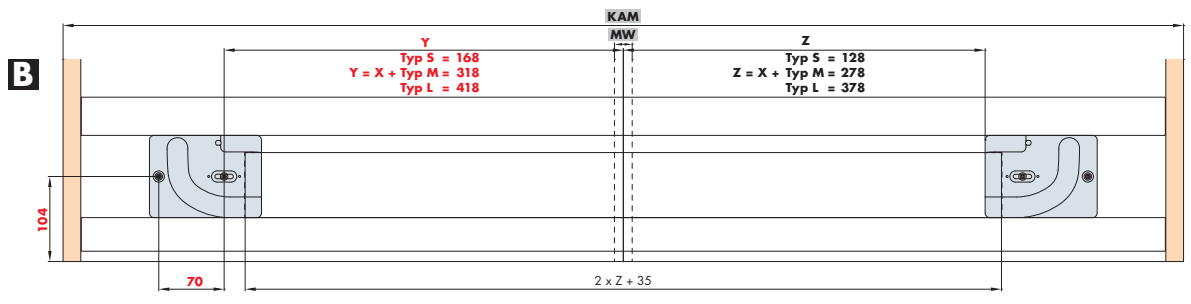 KAM
MW
B
Y
Typ S = 168
Y = X + Typ M = 318
Typ L = 418
Z
Typ S = 128
Z = X + Typ M = 278
Typ L = 378
104
70
2 x Z + 35